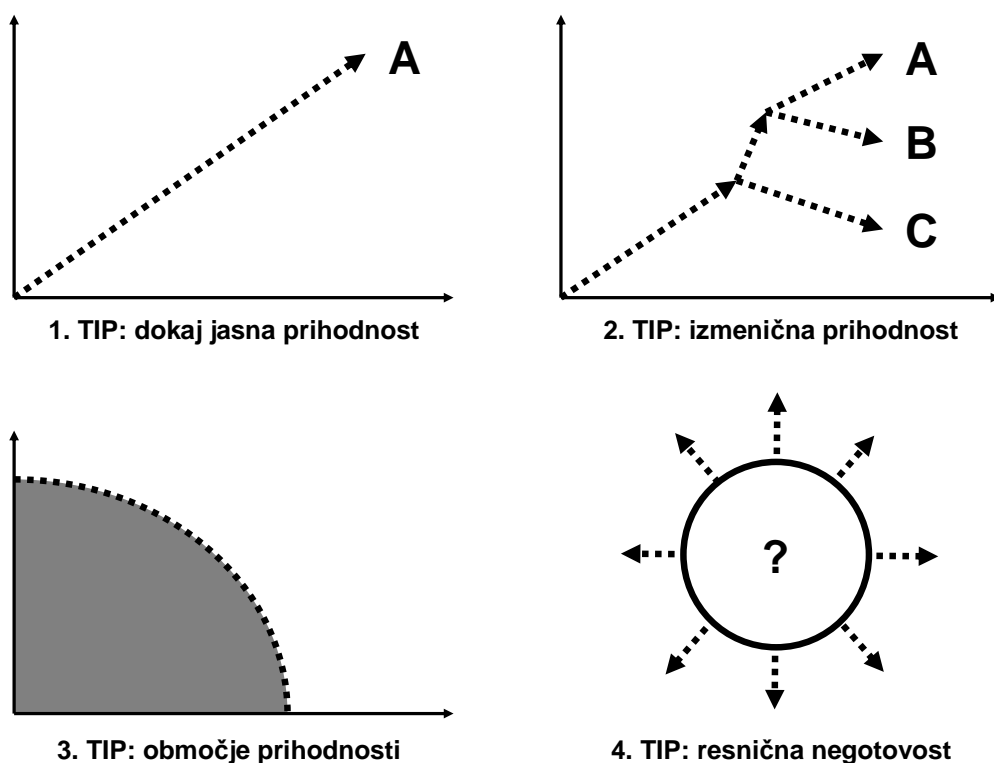 A
1. TIP: dokaj jasna prihodnost
A
B
C
2. TIP: izmenična prihodnost
3. TIP: območje prihodnosti
?
4. TIP: resnična negotovost